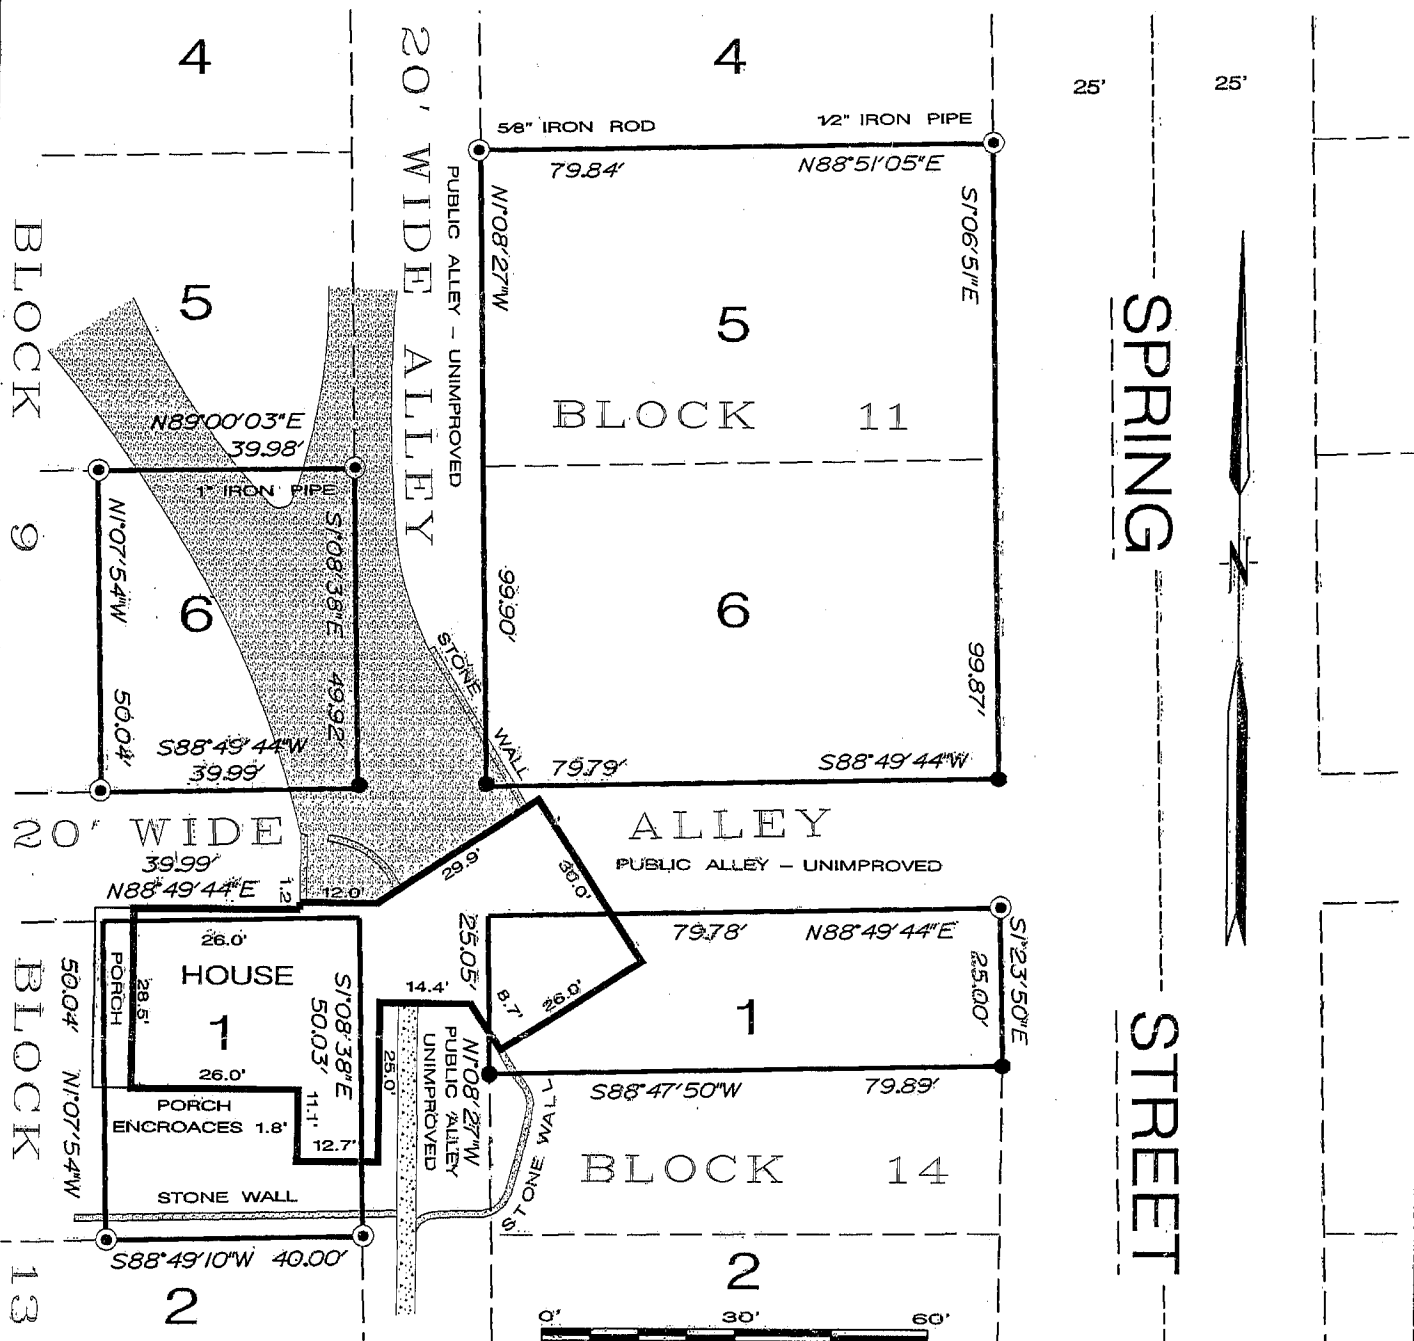 4
4
25'
25'
20' WIDE ALLEY
PUBLIC ALLEY – UNIMPROVED
5/8" IRON ROD
1/2" IRON PIPE
79.84'
N88°51'05"E
N1°08'27"W
S1°06'51"E
BLOCK 9
5
5
BLOCK 11
SPRING
N89°00'03"E
39.98'
1" IRON PIPE
N1°07'54"W
S1°08'38"E 49.92'
N
6
6
99.90'
99.87'
STONE WALL
50.04'
S88°49'44"W
39.99'
79.79'
S88°49'44"W
20' WIDE
ALLEY
PUBLIC ALLEY – UNIMPROVED
39.99'
N88°49'44"E
1.2
12.0'
29.9'
30.0'
26.0'
HOUSE
PORCH
28.5'
1
26.0'
50.04' N1°07'54"W
S1°08'38"E
50.03'
25.05'
79.78'
N88°49'44"E
S1°23'50"E
25.00'
14.4'
8.7'
26.0'
1
25.0'
N1°08'27"W
PUBLIC ALLEY
UNIMPROVED
S88°47'50"W
79.89'
BLOCK 13
PORCH
ENCROACES 1.8'
11.1'
12.7'
STONE WALL
STONE WALL
BLOCK 14
STREET
S88°49'10"W 40.00'
2
2
0'
30'
60'